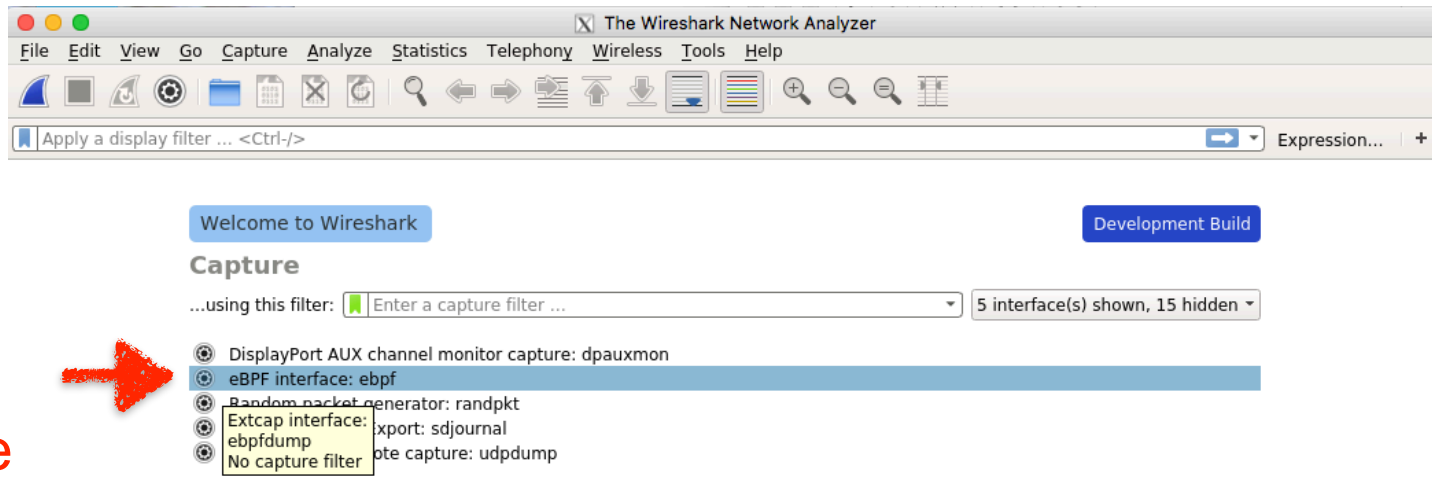 The Wireshark Network Analyzer
File Edit View Go Capture Analyze Statistics Telephony Wireless Tools Help
Apply a display filter ... <Ctrl-/> Expression... +
Welcome to Wireshark Development Build
Capture
...using this filter: Enter a capture filter ... 5 interface(s) shown, 15 hidden
DisplayPort AUX channel monitor capture: dpauxmon
eBPF interface: ebpf
Random packet generator: randpkt
Extcap interface: xport: sdjournal
ebpfdump ote capture: udpdump
No capture filter
e